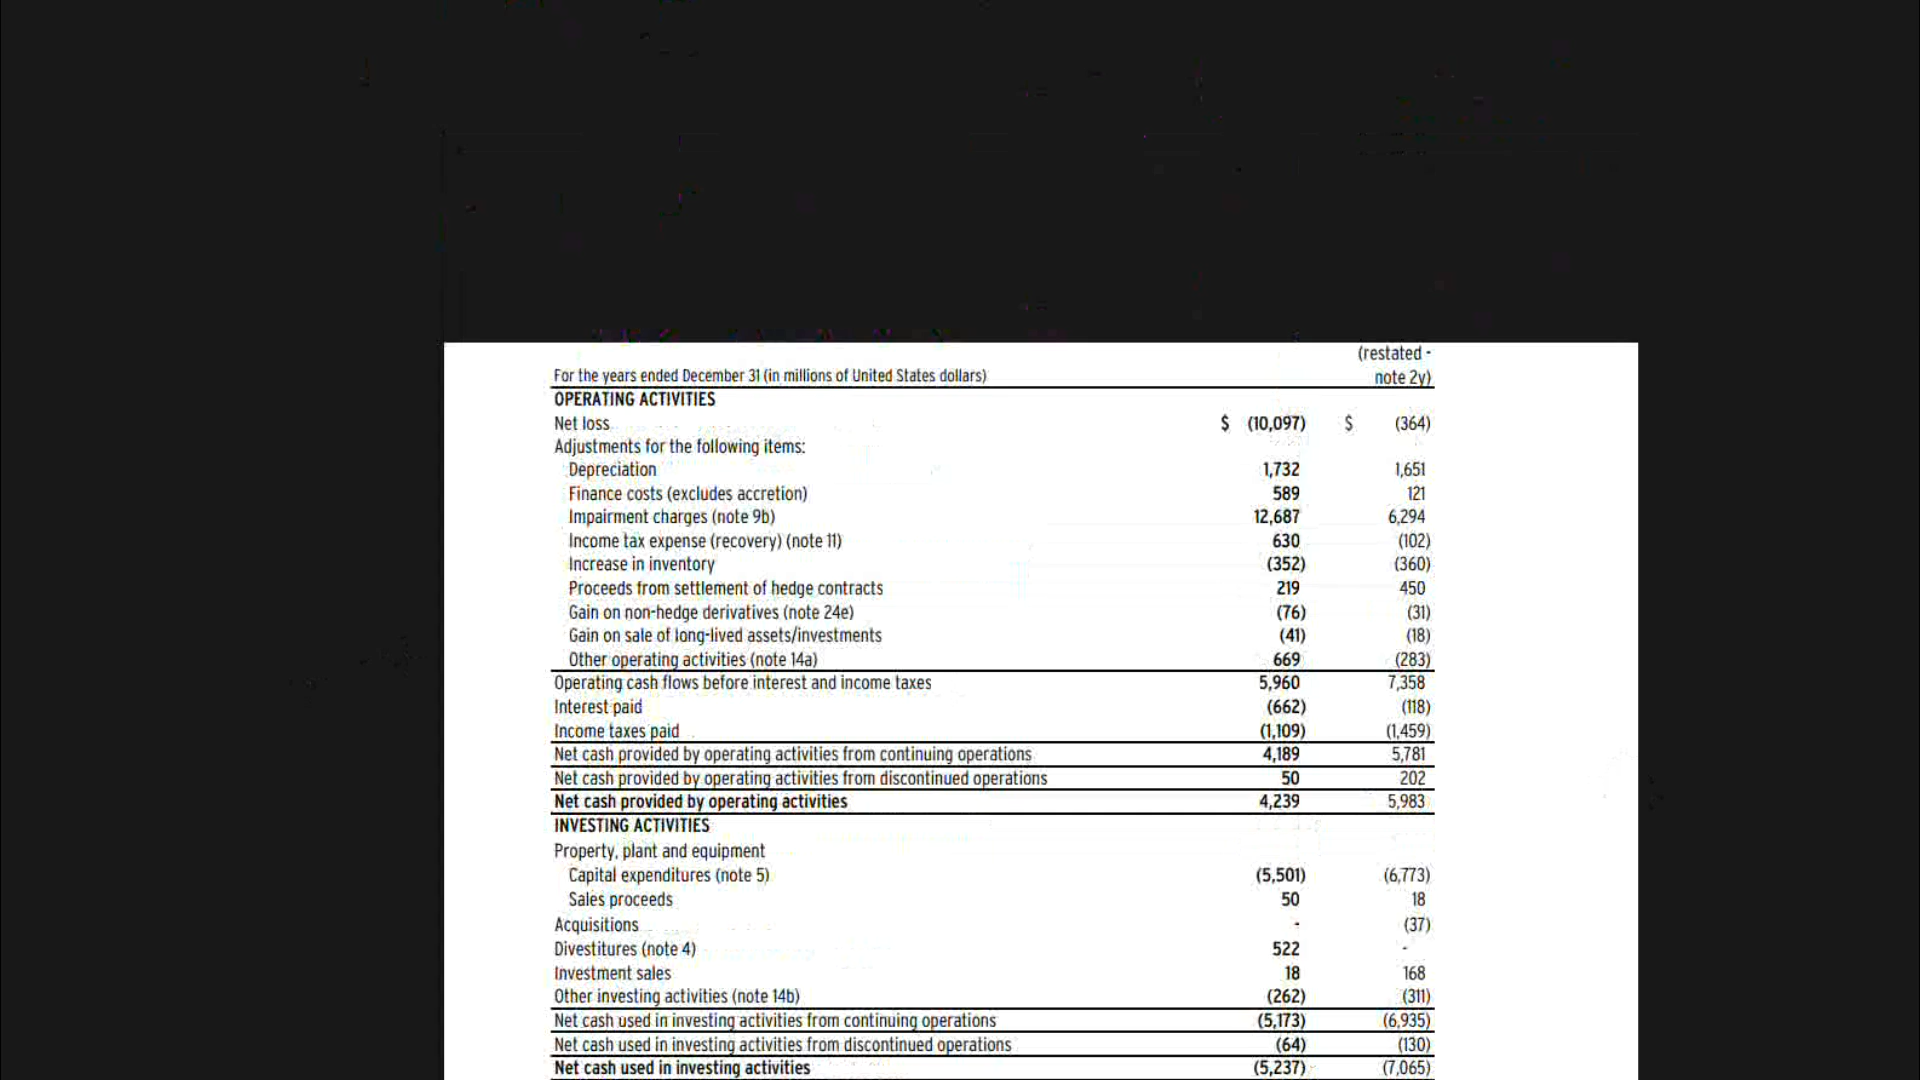 (restated -
For the years ended December 31 (in millions of United States dollars) note 2y)
OPERATING ACTIVITIES
Net loss $ (10,097) $ (364)
Adjustments for the following items:
Depreciation 1,732 1,651
Finance costs (excludes accretion) 589 121
Impairment charges (note 9b) 12,687 6,294
Income tax expense (recovery) (note 11) 630 (102)
Increase in inventory (352) (360)
Proceeds from settlement of hedge contracts 219 450
Gain on non-hedge derivatives (note 24e) (76) (31)
Gain on sale of long-lived assets/investments (41) (18)
Other operating activities (note 14a) 669 (283)
Operating cash flows before interest and income taxes 5,960 7,358
Interest paid (662) (118)
Income taxes paid (1,109) (1,459)
Net cash provided by operating activities from continuing operations 4,189 5,781
Net cash provided by operating activities from discontinued operations 50 202
Net cash provided by operating activities 4,239 5,983
INVESTING ACTIVITIES
Property, plant and equipment
Capital expenditures (note 5) (5,501) (6,773)
Sales proceeds 50 18
Acquisitions - (37)
Divestitures (note 4) 522 -
Investment sales 18 168
Other investing activities (note 14b) (262) (311)
Net cash used in investing activities from continuing operations (5,173) (6,935)
Net cash used in investing activities from discontinued operations (64) (130)
Net cash used in investing activities (5,237) (7,065)